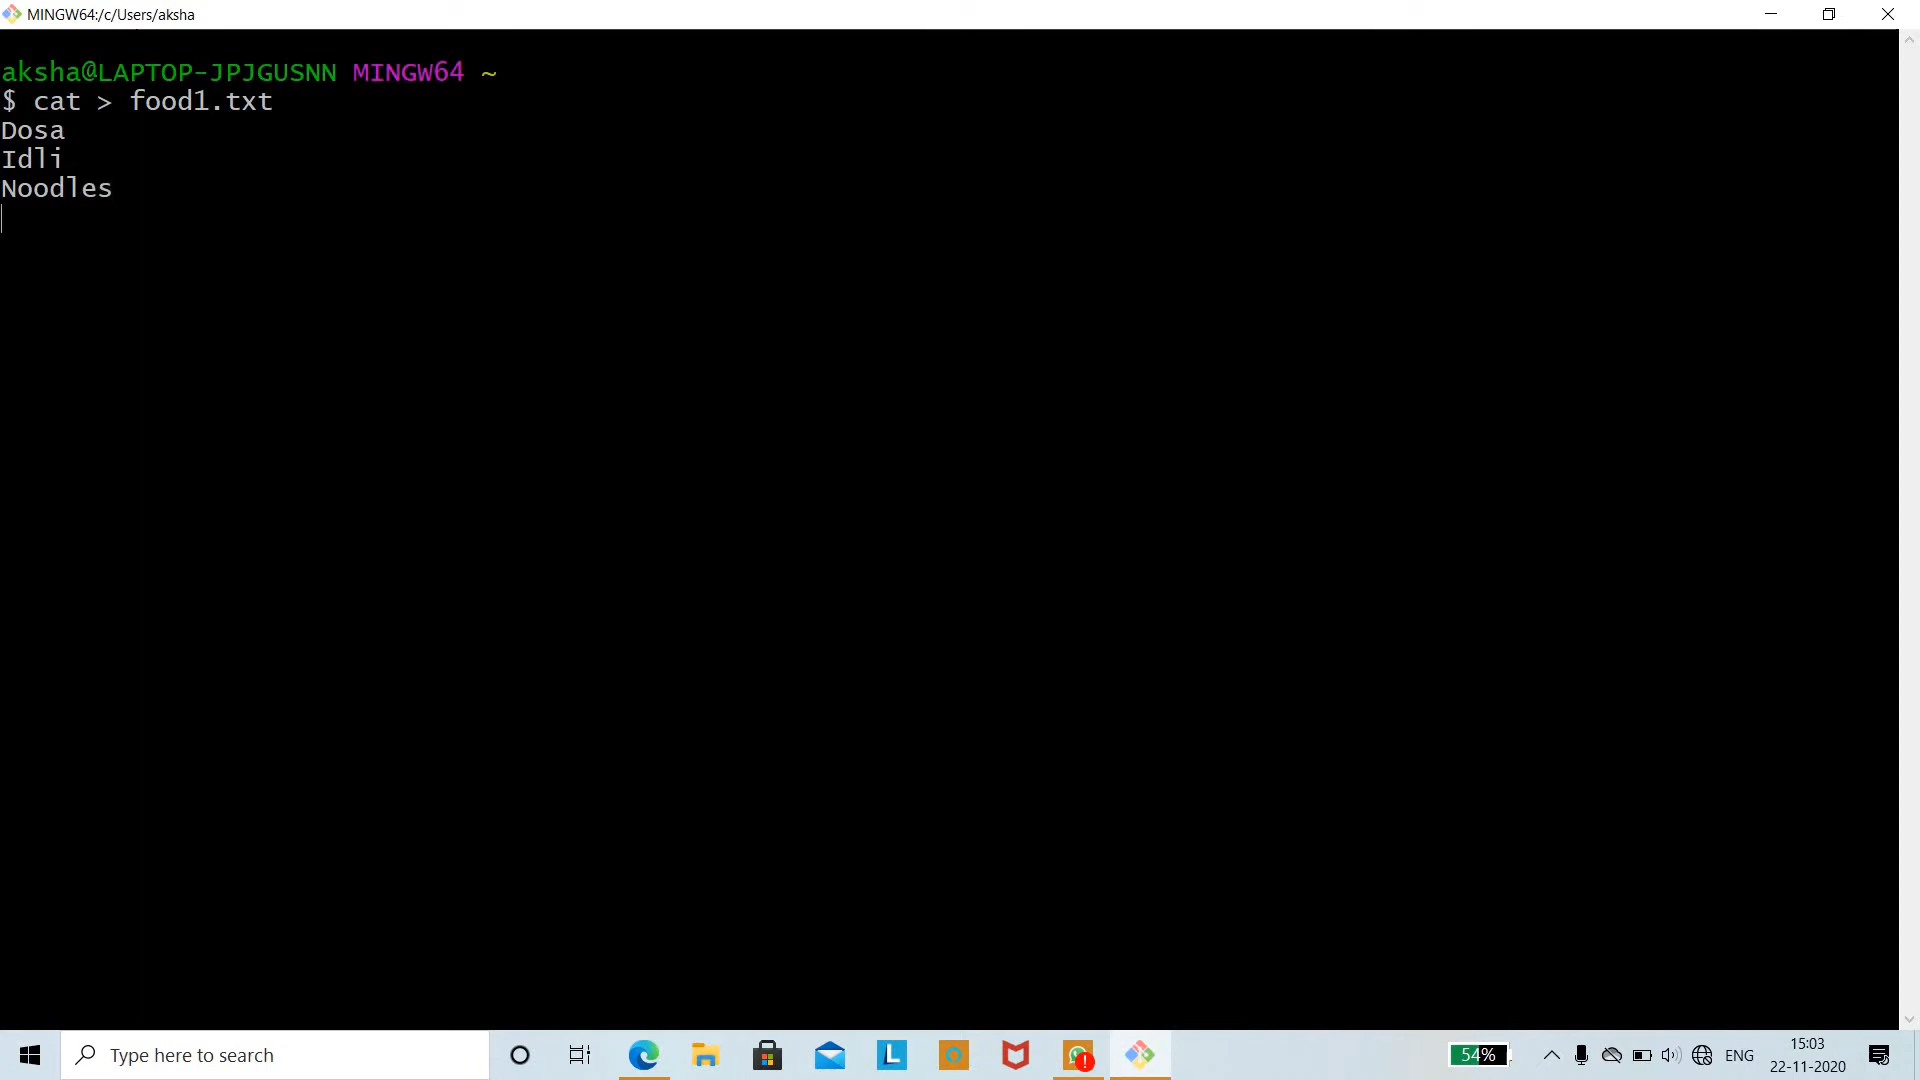 MINGW64:/c/Users/aksha
aksha@LAPTOP-JPJGUSNN MINGW64 ~
$ cat > food1.txt
Dosa
Idli
Noodles
Type here to search
L
54%
ENG
15:03
22-11-2020